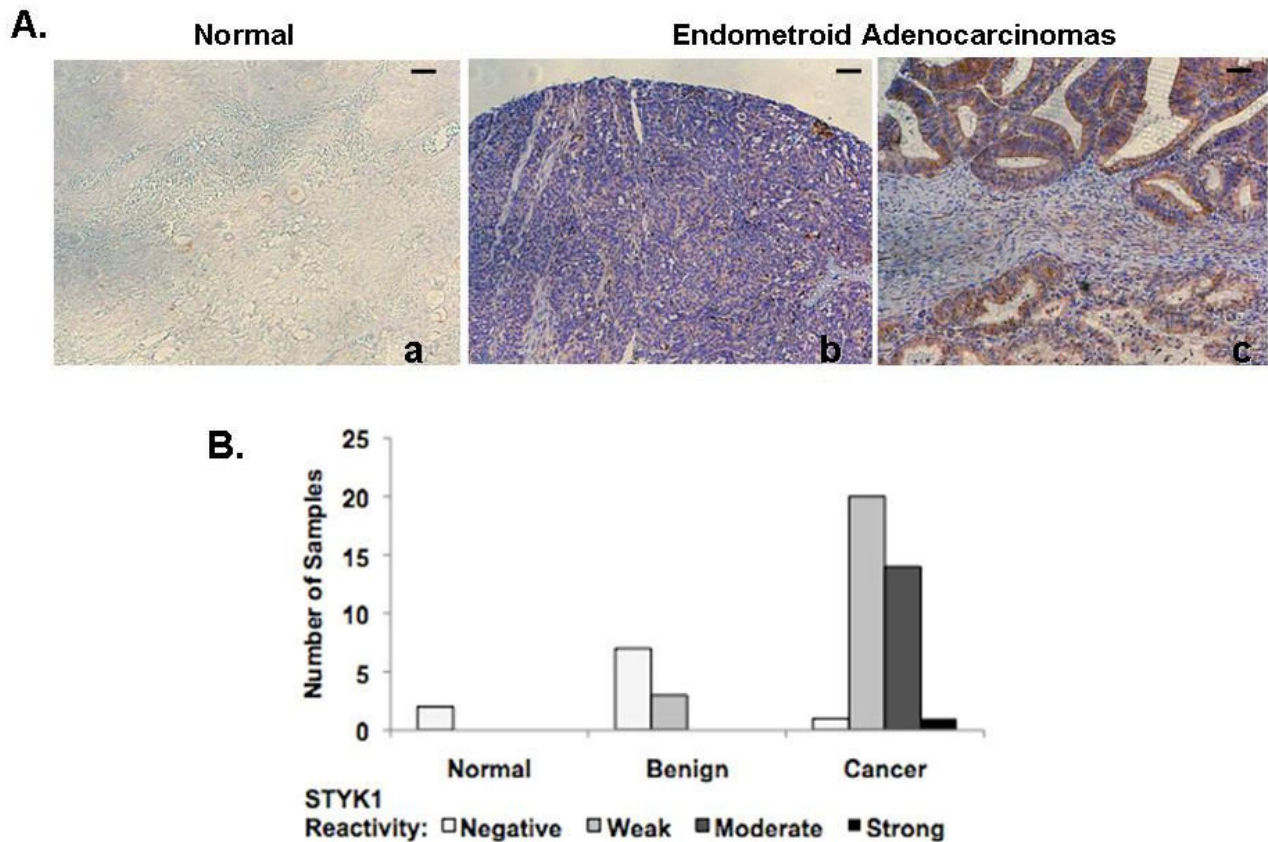 A.
Normal
Endometroid Adenocarcinomas
a
b
c
B.
25
20
15
10
5
0
Number of Samples
Normal Benign Cancer
STYK1
Reactivity: Negative Weak Moderate Strong